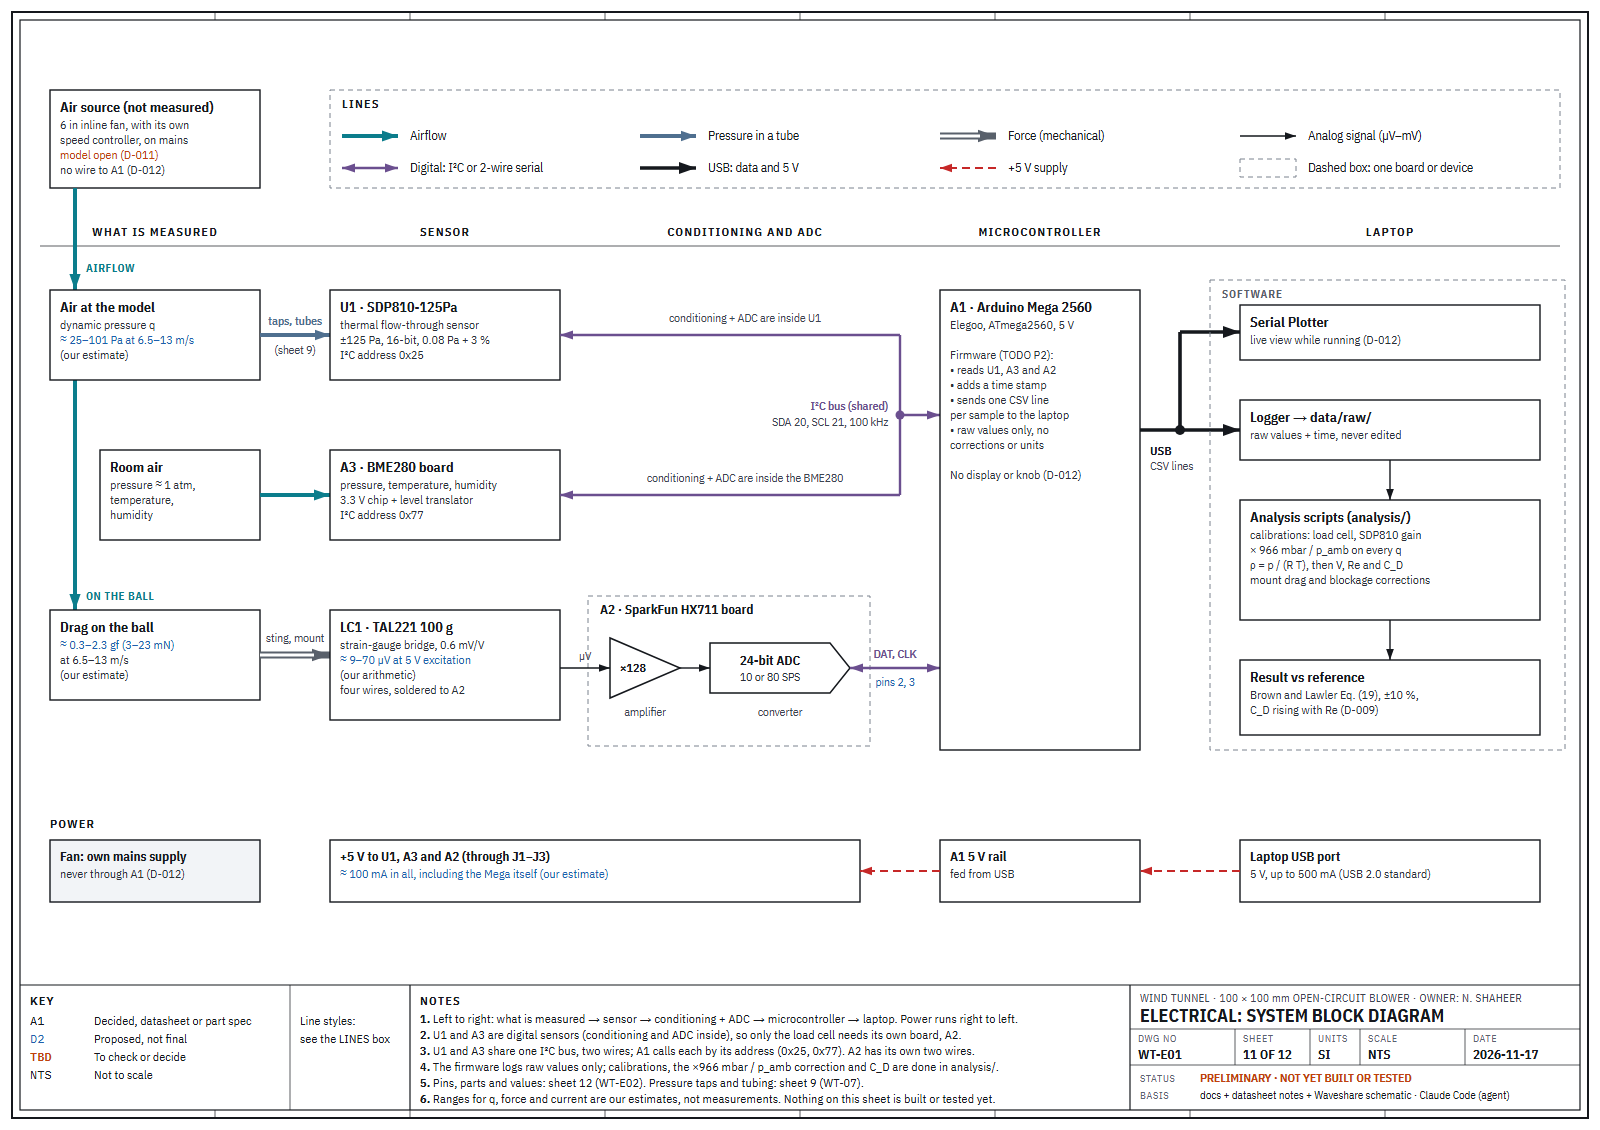 Air source (not measured)
6 in inline fan, with its own
speed controller, on mains
model open (D-011)
no wire to A1 (D-012)
LINES
Airflow
Pressure in a tube
Force (mechanical)
Analog signal (µV–mV)
Digital: I²C or 2-wire serial
USB: data and 5 V
+5 V supply
Dashed box: one board or device
WHAT IS MEASURED
SENSOR
CONDITIONING AND ADC
MICROCONTROLLER
LAPTOP
AIRFLOW
Air at the model
dynamic pressure q
≈ 25–101 Pa at 6.5–13 m/s
(our estimate)
taps, tubes
(sheet 9)
U1 · SDP810-125Pa
thermal flow-through sensor
±125 Pa, 16-bit, 0.08 Pa + 3 %
I²C address 0x25
conditioning + ADC are inside U1
I²C bus (shared)
SDA 20, SCL 21, 100 kHz
A1 · Arduino Mega 2560
Elegoo, ATmega2560, 5 V
Firmware (TODO P2):
• reads U1, A3 and A2
• adds a time stamp
• sends one CSV line
per sample to the laptop
• raw values only, no
corrections or units
No display or knob (D-012)
USB
CSV lines
SOFTWARE
Serial Plotter
live view while running (D-012)
Logger → data/raw/
raw values + time, never edited
Analysis scripts (analysis/)
calibrations: load cell, SDP810 gain
× 966 mbar / p_amb on every q
ρ = p / (R T), then V, Re and C_D
mount drag and blockage corrections
Result vs reference
Brown and Lawler Eq. (19), ±10 %,
C_D rising with Re (D-009)
Room air
pressure ≈ 1 atm,
temperature,
humidity
A3 · BME280 board
pressure, temperature, humidity
3.3 V chip + level translator
I²C address 0x77
conditioning + ADC are inside the BME280
ON THE BALL
Drag on the ball
≈ 0.3–2.3 gf (3–23 mN)
at 6.5–13 m/s
(our estimate)
sting, mount
LC1 · TAL221 100 g
strain-gauge bridge, 0.6 mV/V
≈ 9–70 µV at 5 V excitation
(our arithmetic)
four wires, soldered to A2
µV
A2 · SparkFun HX711 board
×128
amplifier
24-bit ADC
10 or 80 SPS
converter
DAT, CLK
pins 2, 3
POWER
Fan: own mains supply
never through A1 (D-012)
+5 V to U1, A3 and A2 (through J1–J3)
≈ 100 mA in all, including the Mega itself (our estimate)
A1 5 V rail
fed from USB
Laptop USB port
5 V, up to 500 mA (USB 2.0 standard)
KEY
A1 Decided, datasheet or part spec
D2 Proposed, not final
TBD To check or decide
NTS Not to scale
Line styles:
see the LINES box
NOTES
1. Left to right: what is measured → sensor → conditioning + ADC → microcontroller → laptop. Power runs right to left.
2. U1 and A3 are digital sensors (conditioning and ADC inside), so only the load cell needs its own board, A2.
3. U1 and A3 share one I²C bus, two wires; A1 calls each by its address (0x25, 0x77). A2 has its own two wires.
4. The firmware logs raw values only; calibrations, the ×966 mbar / p_amb correction and C_D are done in analysis/.
5. Pins, parts and values: sheet 12 (WT-E02). Pressure taps and tubing: sheet 9 (WT-07).
6. Ranges for q, force and current are our estimates, not measurements. Nothing on this sheet is built or tested yet.
WIND TUNNEL · 100 × 100 mm OPEN-CIRCUIT BLOWER · OWNER: N. SHAHEER
ELECTRICAL: SYSTEM BLOCK DIAGRAM
DWG NO
WT-E01
SHEET
11 OF 12
UNITS
SI
SCALE
NTS
DATE
2026-11-17
STATUS PRELIMINARY · NOT YET BUILT OR TESTED
BASIS docs + datasheet notes + Waveshare schematic · Claude Code (agent)